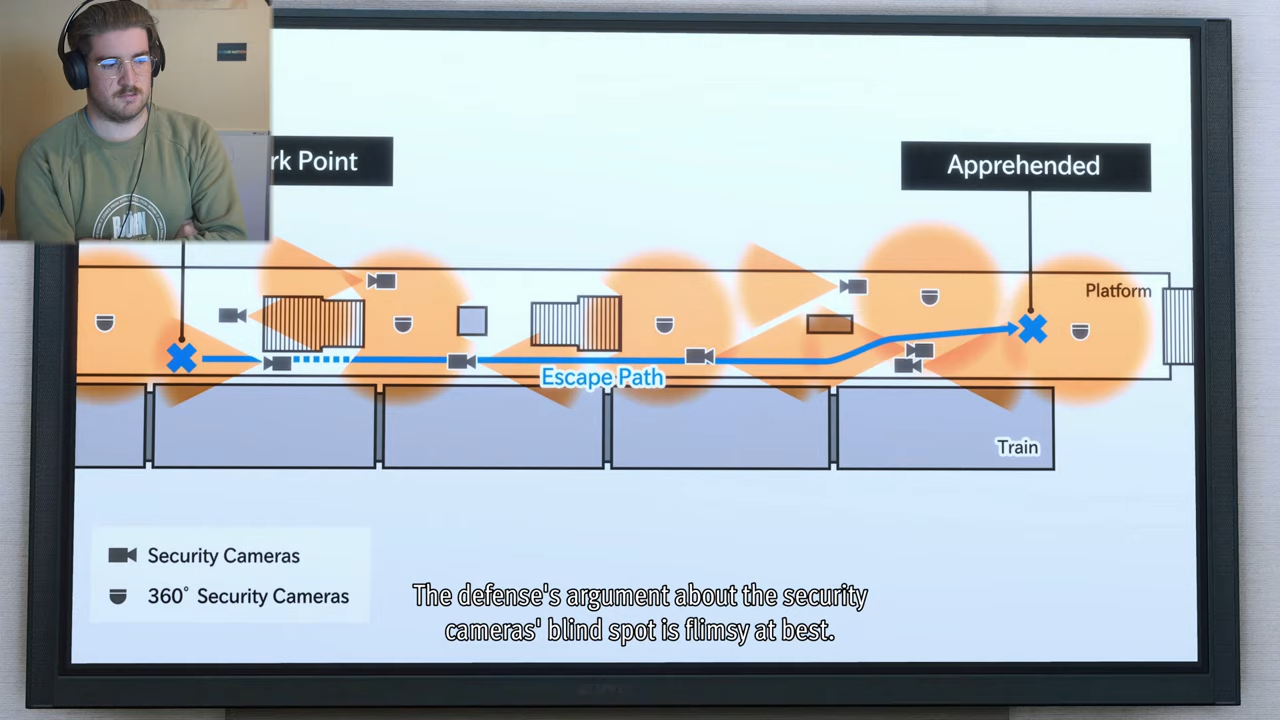 rk Point
Apprehended
Platform
Escape Path
Train
Security Cameras
360° Security Cameras
The defense's argument about the security
cameras' blind spot is flimsy at best.